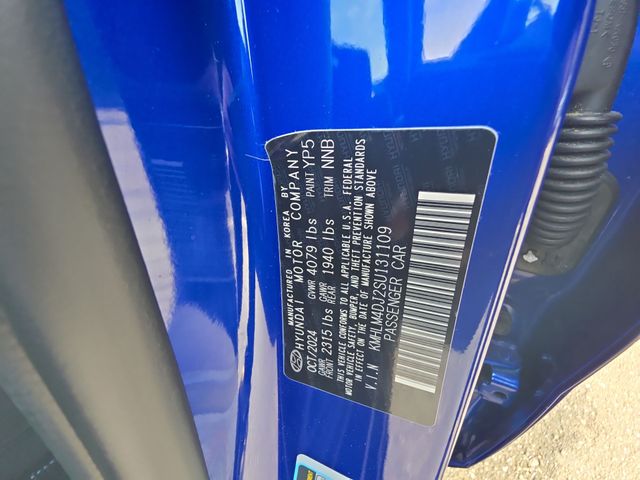 MANUFACTURED IN KOREA BY
HYUNDAI MOTOR COMPANY
OCT/2024 GVWR 4079 lbs PAINT YP5
GAWR FRONT 2315 lbs GAWR REAR 1940 lbs TRIM NNB
THIS VEHICLE CONFORMS TO ALL APPLICABLE U.S.A. FEDERAL
MOTOR VEHICLE SAFETY, BUMPER, AND THEFT PREVENTION STANDARDS
IN EFFECT ON THE DATE OF MANUFACTURE SHOWN ABOVE
V.I.N KMHLM4DJ2SU131109
PASSENGER CAR